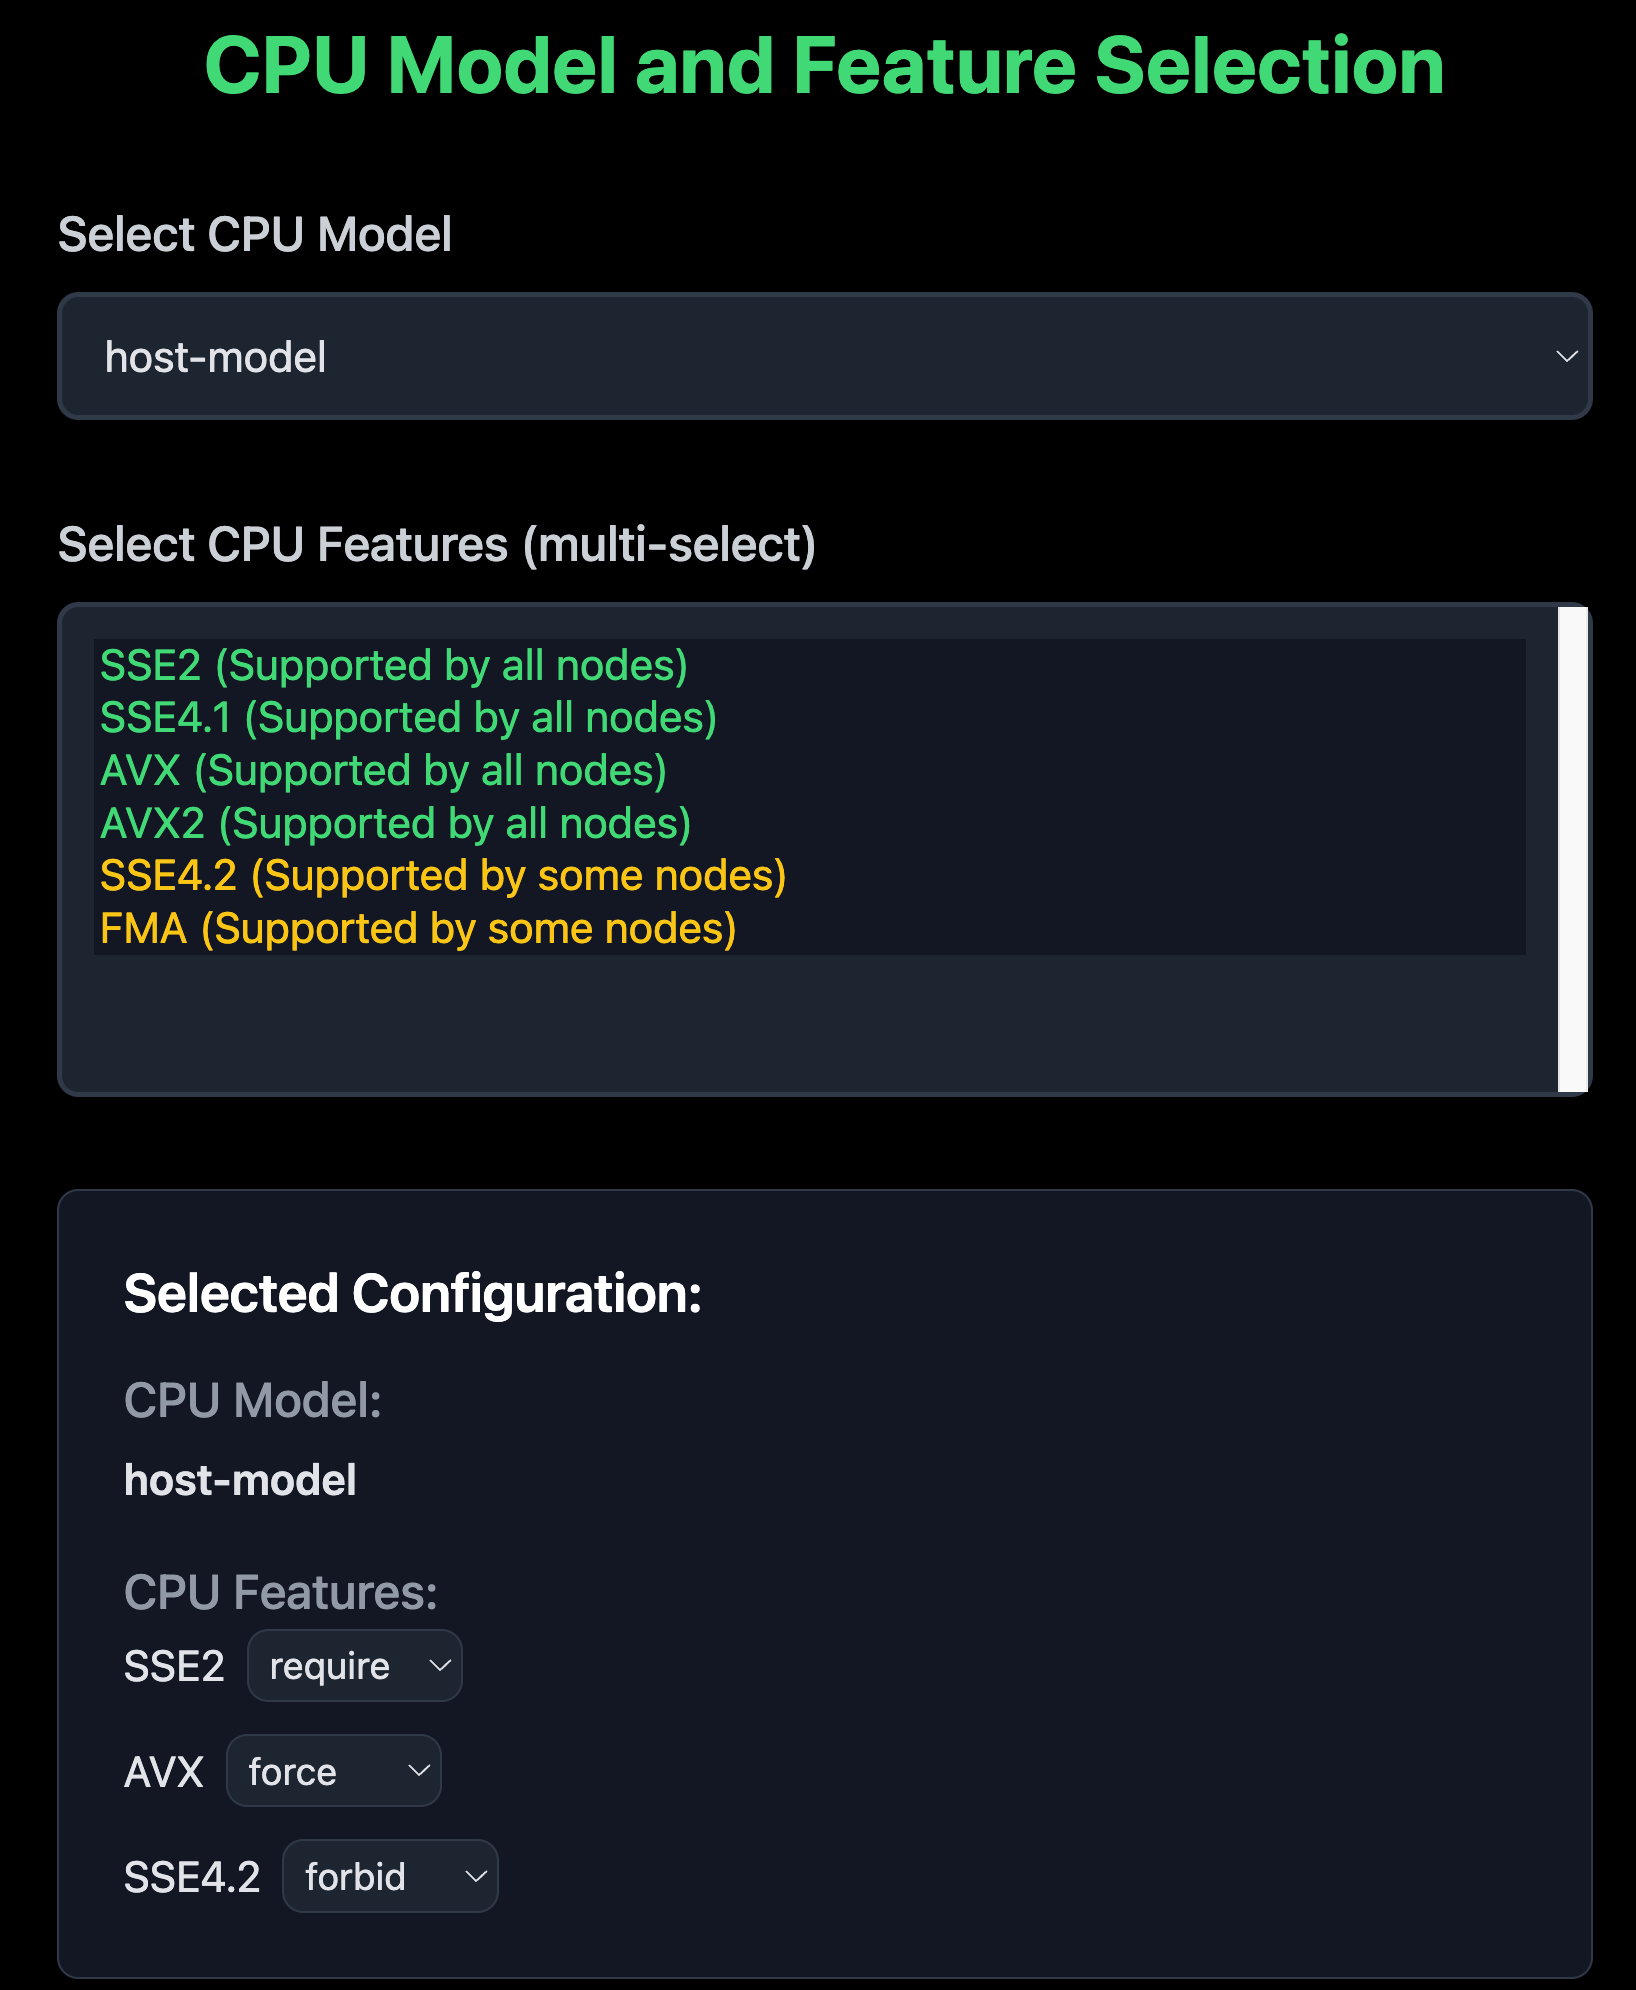 CPU Model and Feature Selection
Select CPU Model
host-model
Select CPU Features (multi-select)
SSE2 (Supported by all nodes)
SSE4.1 (Supported by all nodes)
AVX (Supported by all nodes)
AVX2 (Supported by all nodes)
SSE4.2 (Supported by some nodes)
FMA (Supported by some nodes)
Selected Configuration:
CPU Model:
host-model
CPU Features:
SSE2 require
AVX force
SSE4.2 forbid